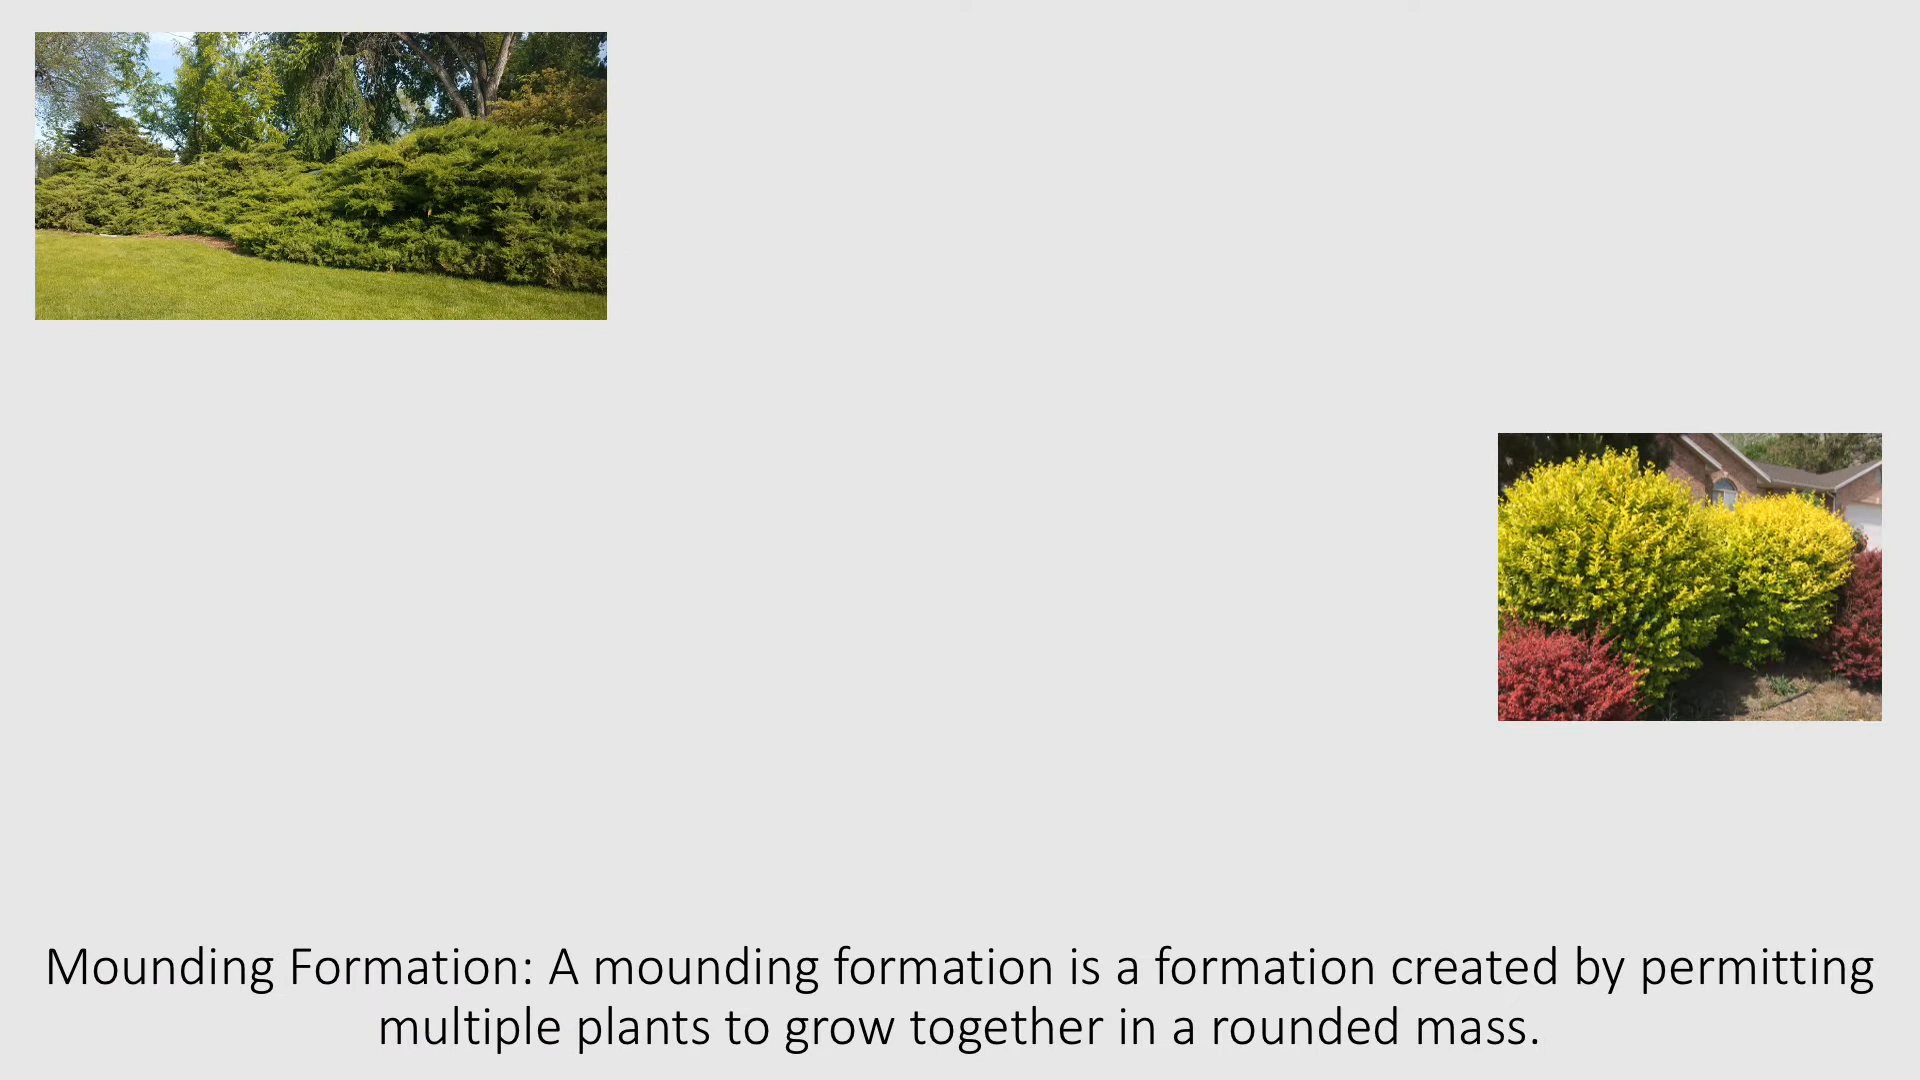 Mounding Formation: A mounding formation is a formation created by permitting
multiple plants to grow together in a rounded mass.